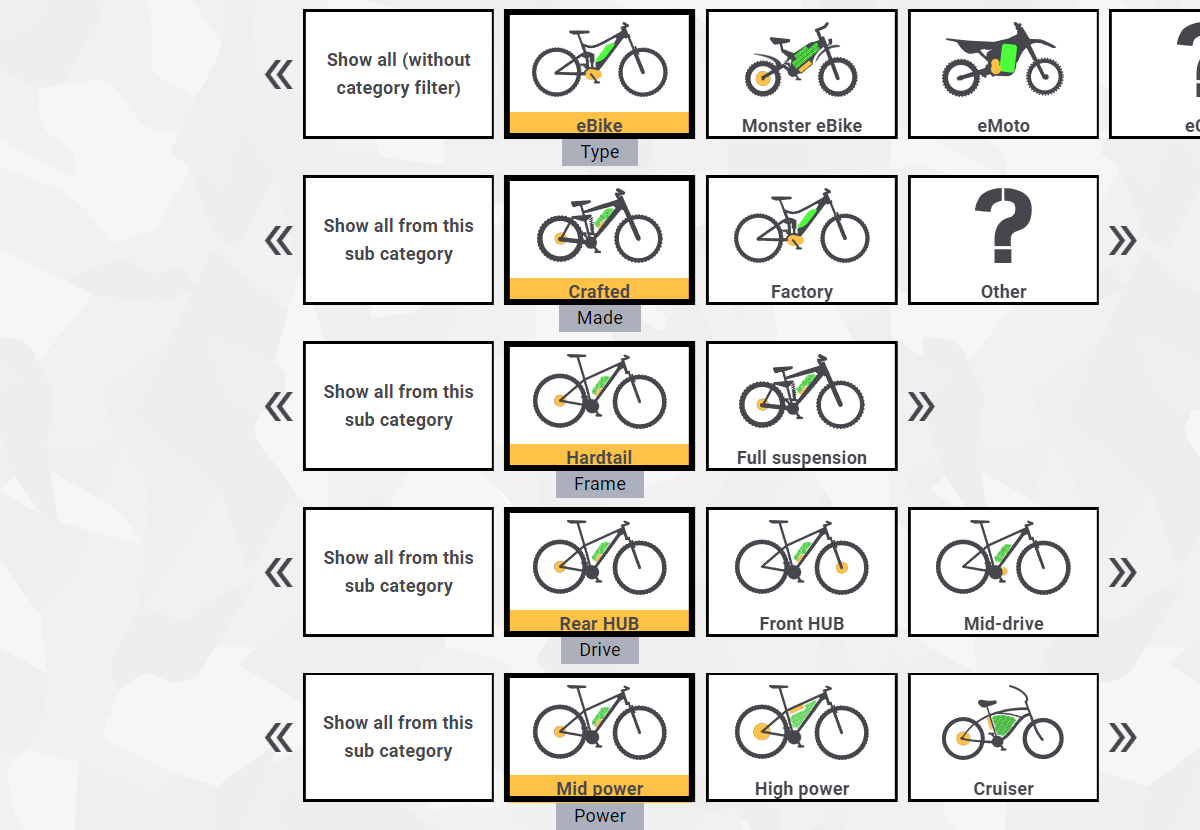 Show all (without
category filter)
eBike
Monster eBike
eMoto
Type
Show all from this
sub category
Crafted
Factory
?
Other
Made
Show all from this
sub category
Hardtail
Full suspension
Frame
Show all from this
sub category
Rear HUB
Front HUB
Mid-drive
Drive
Show all from this
sub category
Mid power
High power
Cruiser
Power